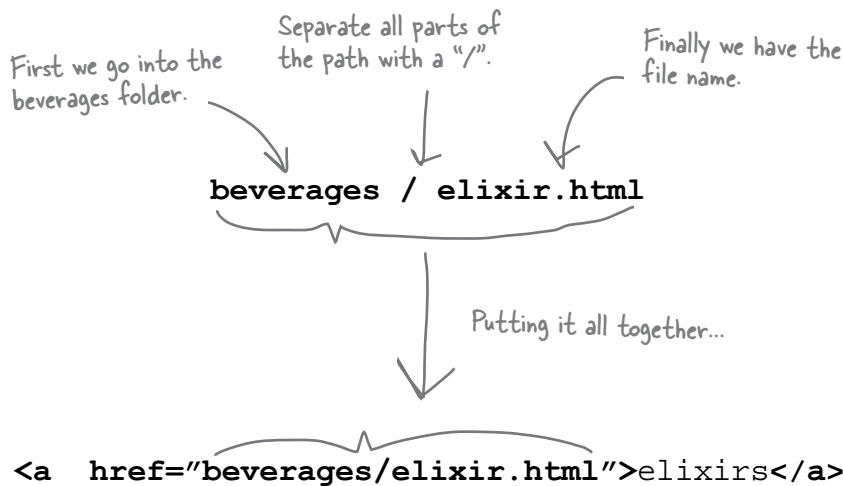 First we go into the
beverages folder.
Separate all parts of
the path with a “/”.
Finally we have the
file name.
beverages / elixir.html
Putting it all together...
<a href=”beverages/elixir.html”>elixirs</a>